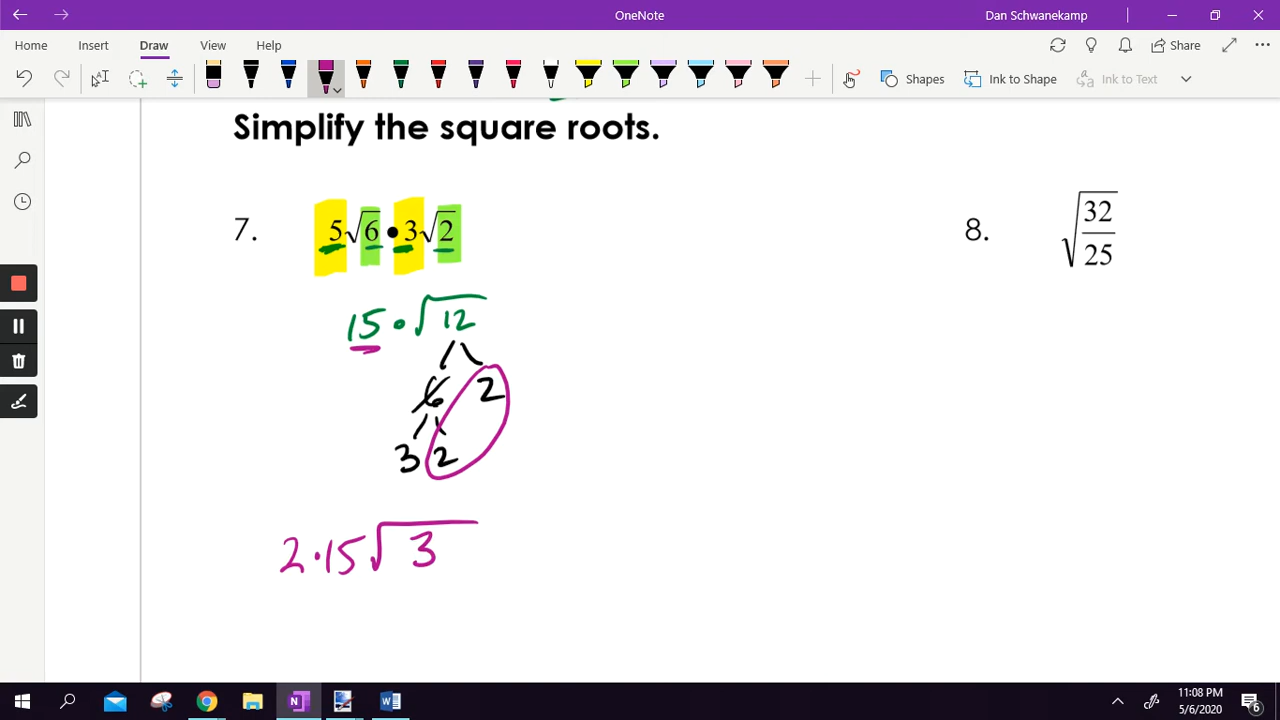 OneNote
Dan Schwanekamp
Home Insert Draw View Help
Share
Shapes
Ink to Shape
Ink to Text
Simplify the square roots.
7. 5√6 • 3√2
8. √(32/25)
15 • √12
6 2
3 2
2·15√3
11:08 PM
5/6/2020
6